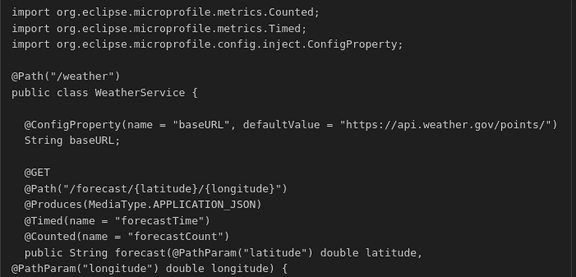 import org.eclipse.microprofile.metrics.Counted;
import org.eclipse.microprofile.metrics.Timed;
import org.eclipse.microprofile.config.inject.ConfigProperty;

@Path("/weather")
public class WeatherService {

  @ConfigProperty(name = "baseURL", defaultValue = "https://api.weather.gov/points/")
  String baseURL;

  @GET
  @Path("/forecast/{latitude}/{longitude}")
  @Produces(MediaType.APPLICATION_JSON)
  @Timed(name = "forecastTime")
  @Counted(name = "forecastCount")
  public String forecast(@PathParam("latitude") double latitude,
@PathParam("longitude") double longitude) {